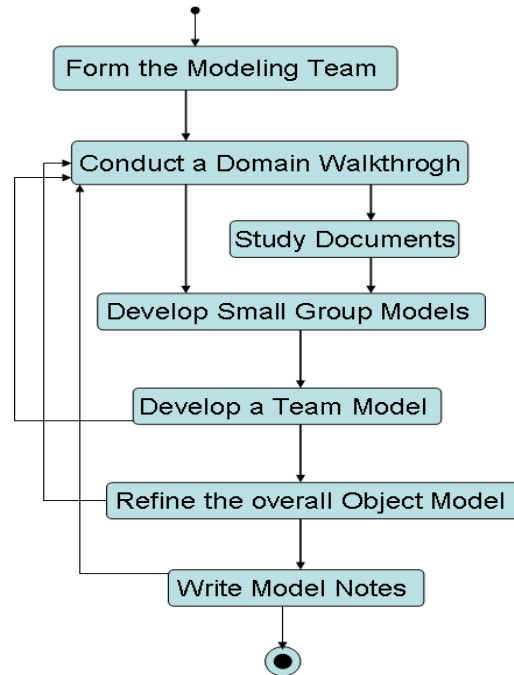 Form the Modeling Team
Conduct a Domain Walkthrogh
Study Documents
Develop Small Group Models
Develop a Team Model
Refine the overall Object Model
Write Model Notes